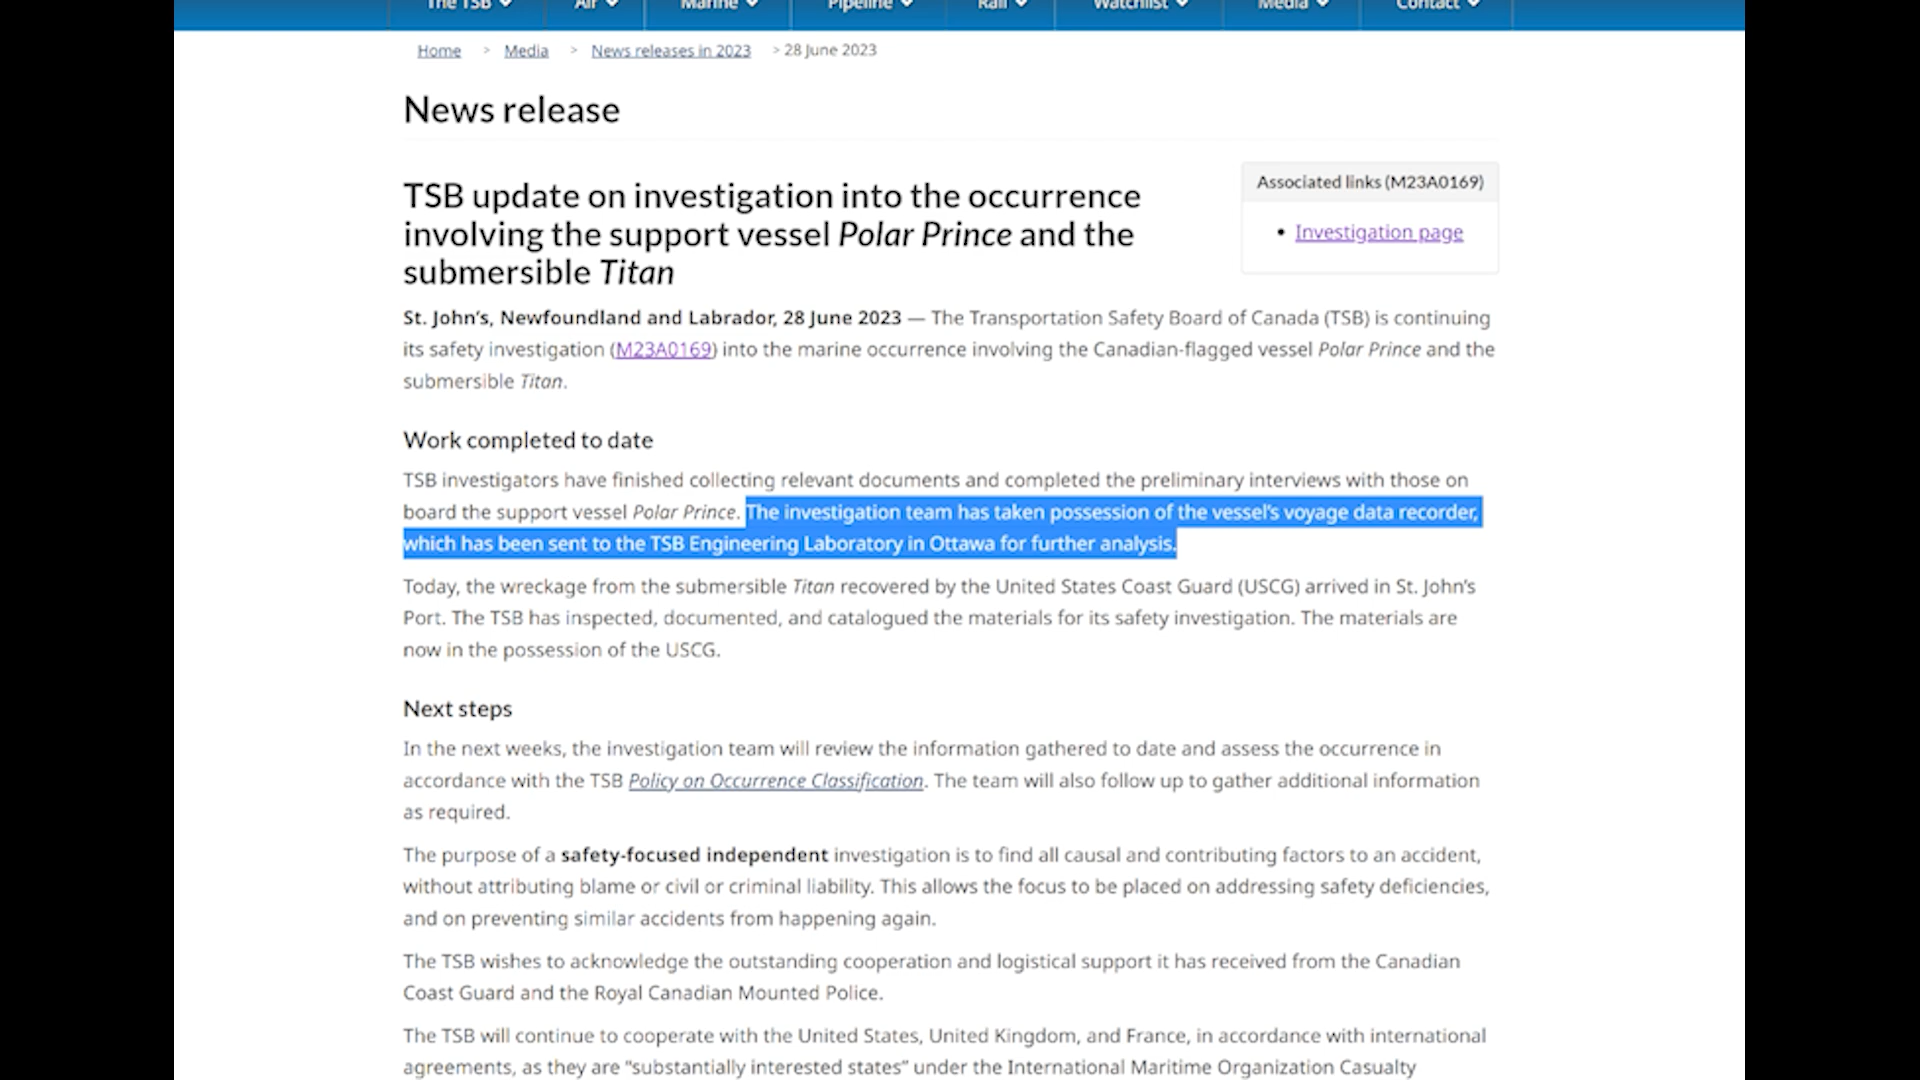 The TSB Air Marine Pipeline Rail Watchlist Media Contact
Home > Media > News releases in 2023 > 28 June 2023
News release
TSB update on investigation into the occurrence
involving the support vessel Polar Prince and the
submersible Titan
Associated links (M23A0169)
• Investigation page
St. John’s, Newfoundland and Labrador, 28 June 2023 — The Transportation Safety Board of Canada (TSB) is continuing
its safety investigation (M23A0169) into the marine occurrence involving the Canadian-flagged vessel Polar Prince and the
submersible Titan.
Work completed to date
TSB investigators have finished collecting relevant documents and completed the preliminary interviews with those on
board the support vessel Polar Prince. The investigation team has taken possession of the vessel’s voyage data recorder,
which has been sent to the TSB Engineering Laboratory in Ottawa for further analysis.
Today, the wreckage from the submersible Titan recovered by the United States Coast Guard (USCG) arrived in St. John’s
Port. The TSB has inspected, documented, and catalogued the materials for its safety investigation. The materials are
now in the possession of the USCG.
Next steps
In the next weeks, the investigation team will review the information gathered to date and assess the occurrence in
accordance with the TSB Policy on Occurrence Classification. The team will also follow up to gather additional information
as required.
The purpose of a safety-focused independent investigation is to find all causal and contributing factors to an accident,
without attributing blame or civil or criminal liability. This allows the focus to be placed on addressing safety deficiencies,
and on preventing similar accidents from happening again.
The TSB wishes to acknowledge the outstanding cooperation and logistical support it has received from the Canadian
Coast Guard and the Royal Canadian Mounted Police.
The TSB will continue to cooperate with the United States, United Kingdom, and France, in accordance with international
agreements, as they are “substantially interested states” under the International Maritime Organization Casualty